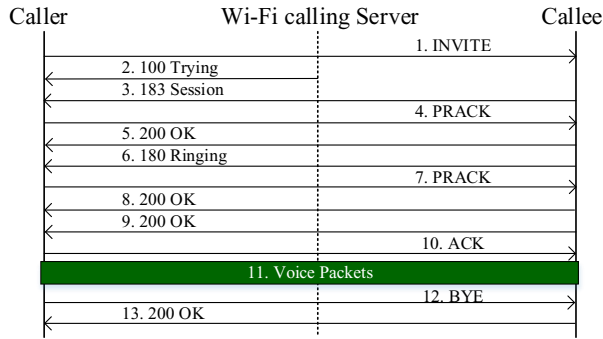 Caller Wi-Fi calling Server Callee
1. INVITE
2. 100 Trying
3. 183 Session
4. PRACK
5. 200 OK
6. 180 Ringing
7. PRACK
8. 200 OK
9. 200 OK
10. ACK
11. Voice Packets
12. BYE
13. 200 OK